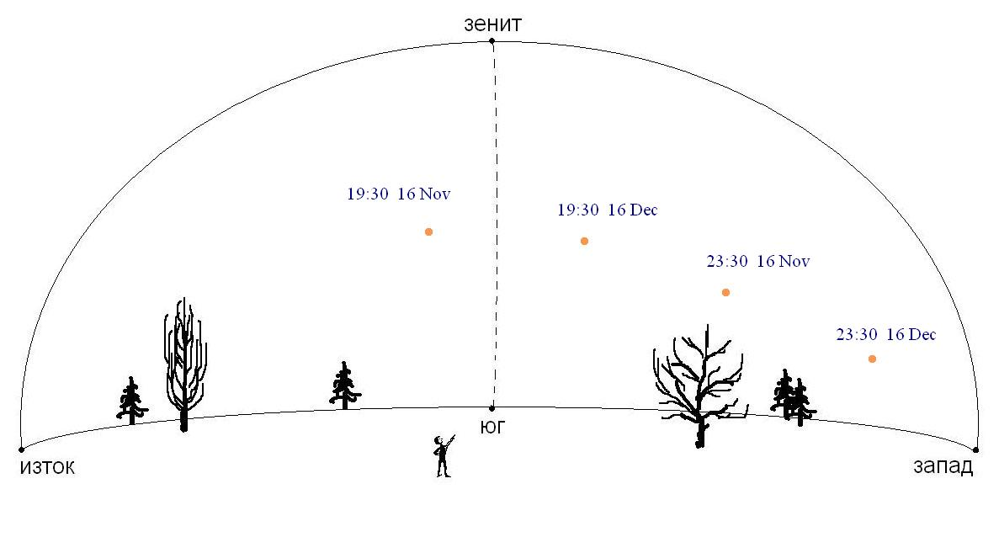 зенит
19:30 16 Nov
19:30 16 Dec
23:30 16 Nov
23:30 16 Dec
юг
изток
запад